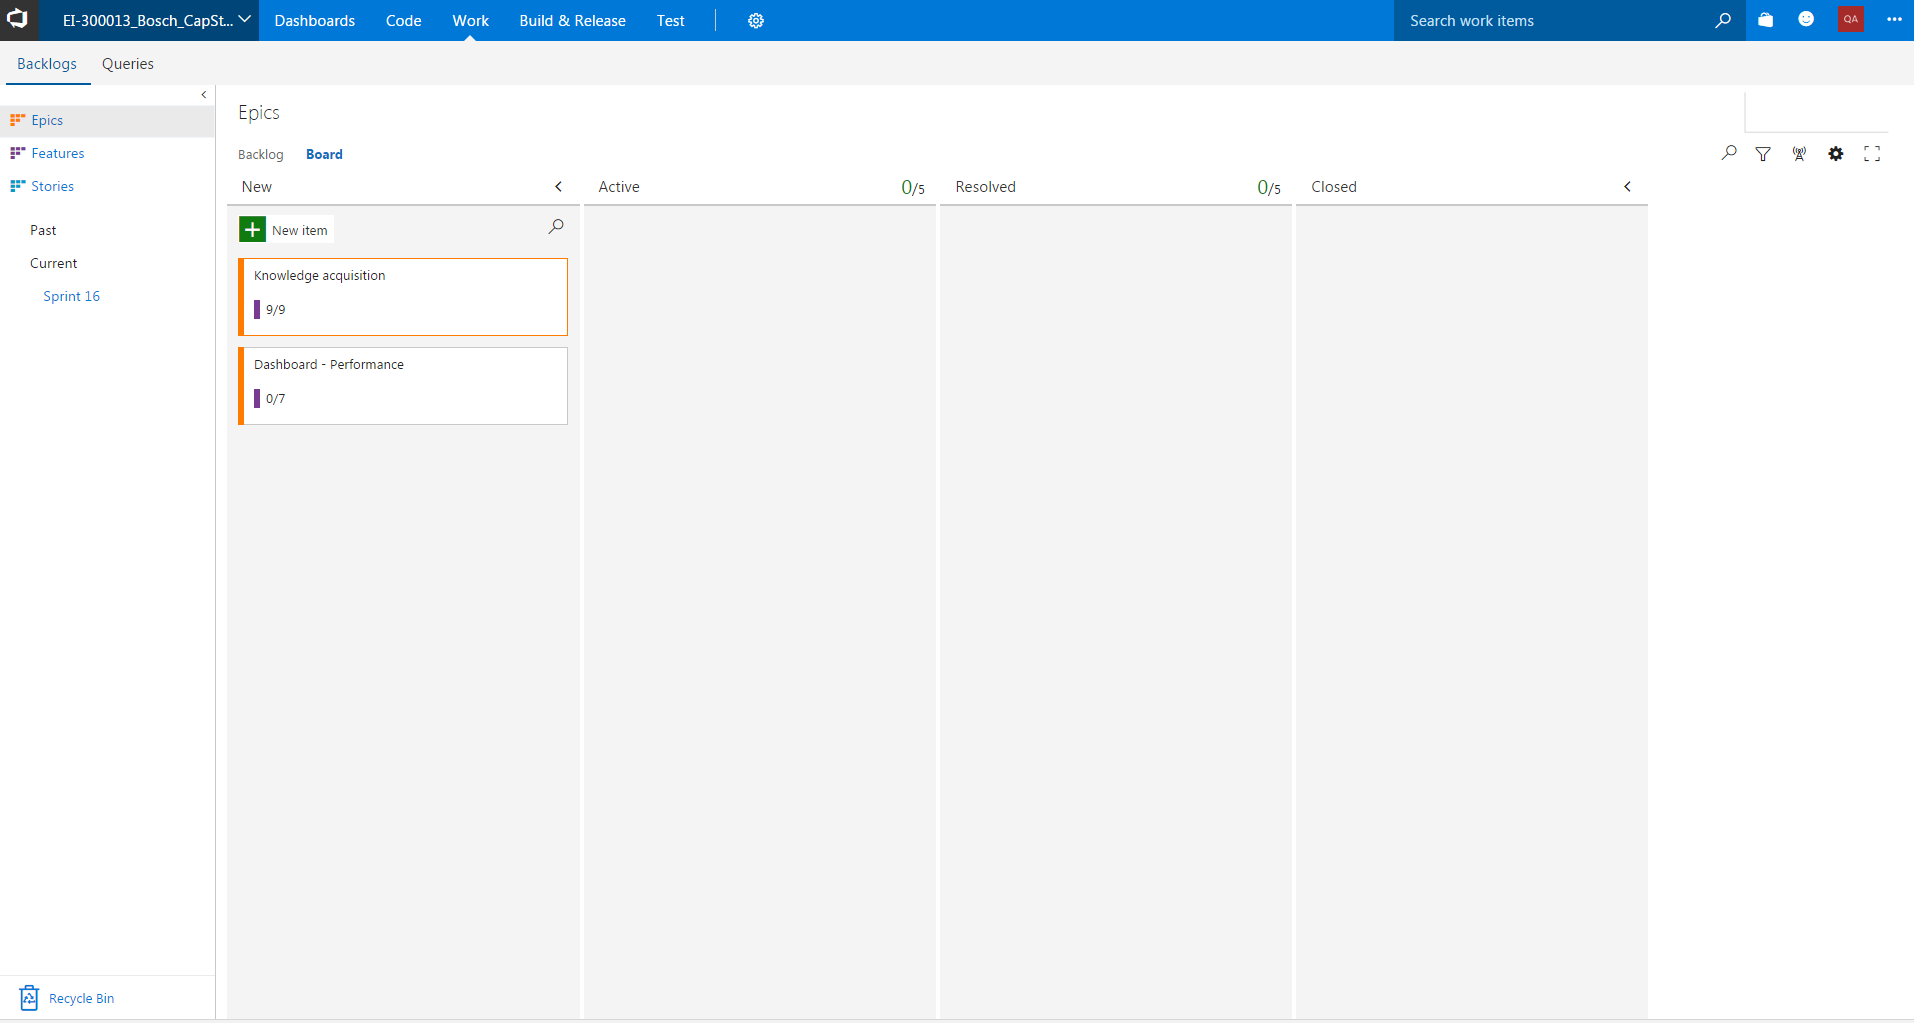 EI-300013_Bosch_CapSt... Dashboards Code Work Build & Release Test Search work items QA
Backlogs Queries
Epics
Features
Stories
Past
Current
Sprint 16
Recycle Bin
Epics
Backlog Board
New Active 0/5 Resolved 0/5 Closed
New item
Knowledge acquisition
9/9
Dashboard - Performance
0/7